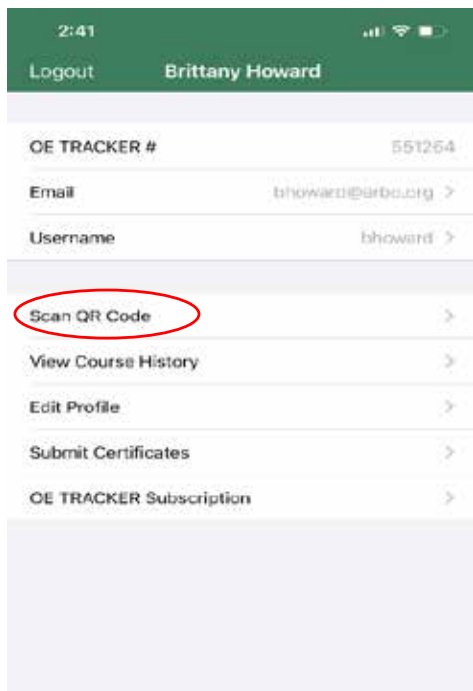 2:41
Logout Brittany Howard
OE TRACKER # 551264
Email bhoward@arbo.org
Username bhoward
Scan QR Code
View Course History
Edit Profile
Submit Certificates
OE TRACKER Subscription